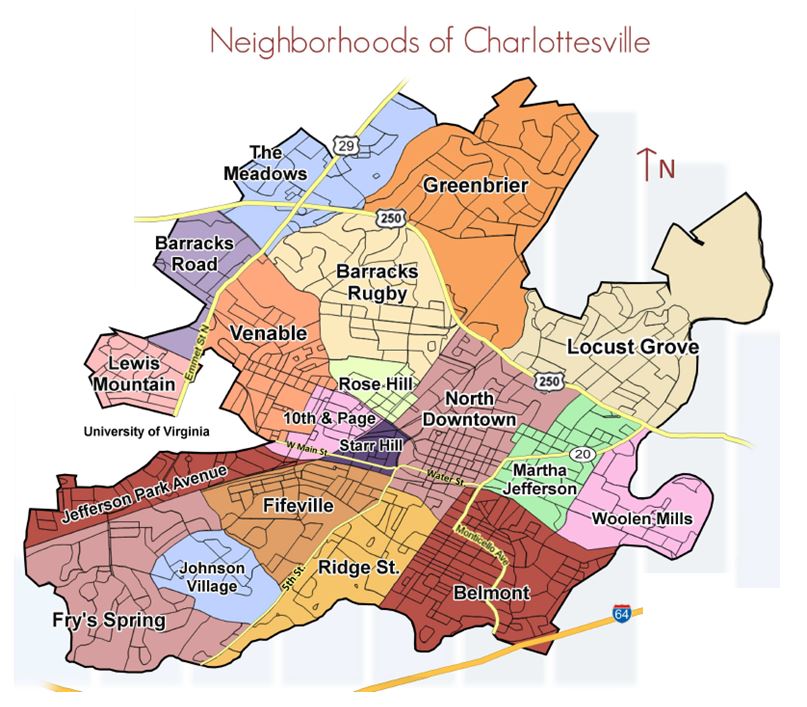 Neighborhoods of Charlottesville
N
29
The
Meadows
Greenbrier
250
Barracks
Road
Barracks
Rugby
Emmet St N
Venable
Locust Grove
Lewis
Mountain
Rose Hill
250
North
Downtown
10th & Page
University of Virginia
Starr Hill
W Main St
20
Water St.
Martha
Jefferson
Jefferson Park Avenue
Fifeville
Woolen Mills
Monticello Ave
Johnson
Village
5th St.
Ridge St.
Belmont
Fry's Spring
64